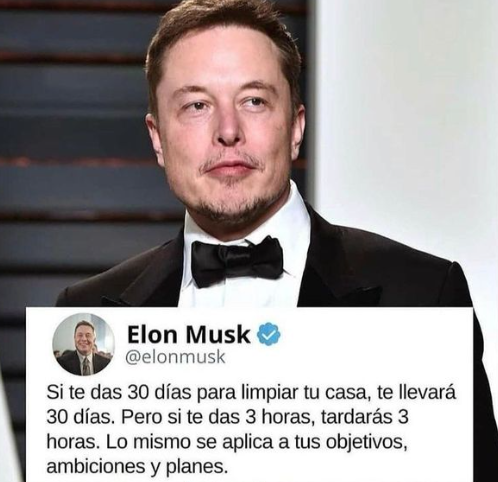 Elon Musk
@elonmusk
Si te das 30 días para limpiar tu casa, te llevará
30 días. Pero si te das 3 horas, tardarás 3
horas. Lo mismo se aplica a tus objetivos,
ambiciones y planes.